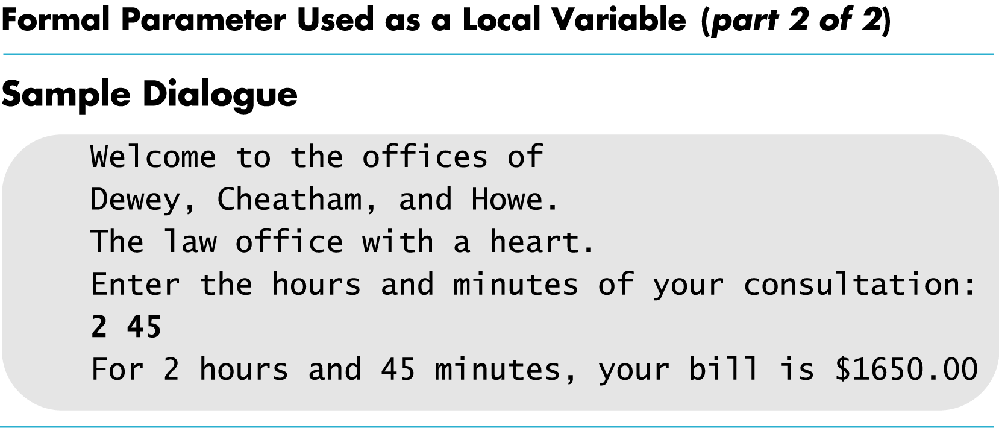 Formal Parameter Used as a Local Variable (part 2 of 2)
Sample Dialogue
Welcome to the offices of
Dewey, Cheatham, and Howe.
The law office with a heart.
Enter the hours and minutes of your consultation:
2 45
For 2 hours and 45 minutes, your bill is $1650.00